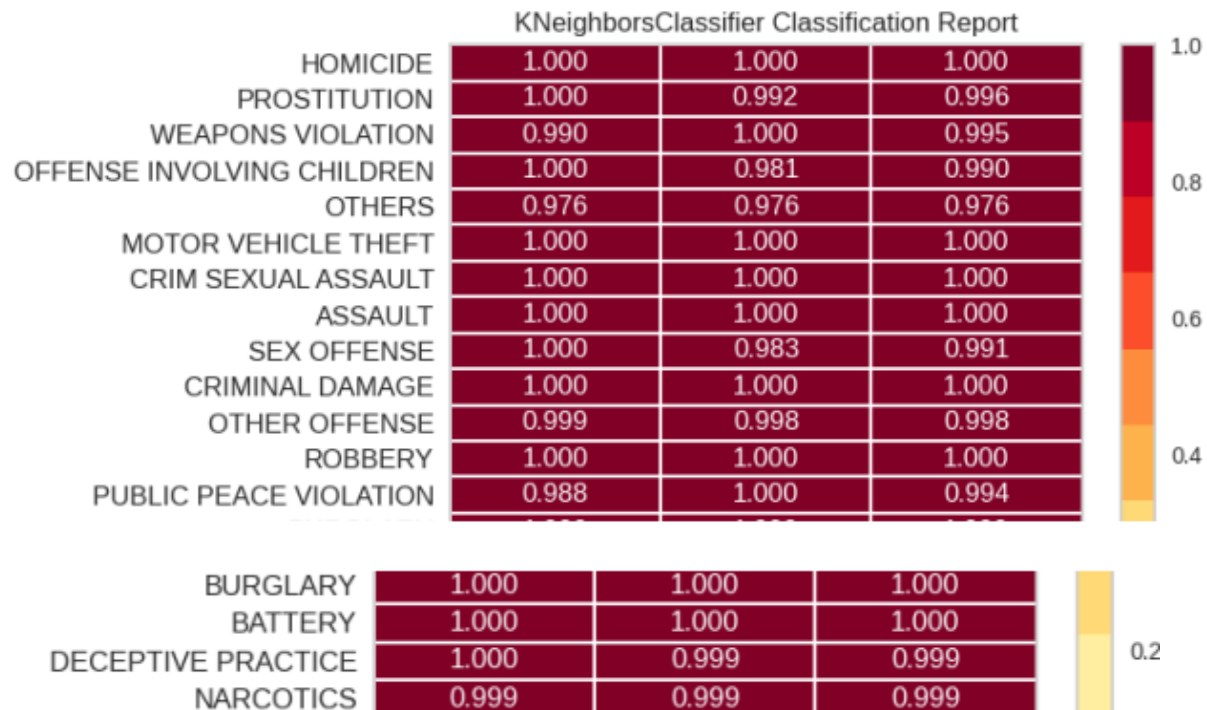 KNeighborsClassifier Classification Report
HOMICIDE 1.000 1.000 1.000
PROSTITUTION 1.000 0.992 0.996
WEAPONS VIOLATION 0.990 1.000 0.995
OFFENSE INVOLVING CHILDREN 1.000 0.981 0.990
OTHERS 0.976 0.976 0.976
MOTOR VEHICLE THEFT 1.000 1.000 1.000
CRIM SEXUAL ASSAULT 1.000 1.000 1.000
ASSAULT 1.000 1.000 1.000
SEX OFFENSE 1.000 0.983 0.991
CRIMINAL DAMAGE 1.000 1.000 1.000
OTHER OFFENSE 0.999 0.998 0.998
ROBBERY 1.000 1.000 1.000
PUBLIC PEACE VIOLATION 0.988 1.000 0.994
BURGLARY 1.000 1.000 1.000
BATTERY 1.000 1.000 1.000
DECEPTIVE PRACTICE 1.000 0.999 0.999
NARCOTICS 0.999 0.999 0.999
1.0
0.8
0.6
0.4
0.2